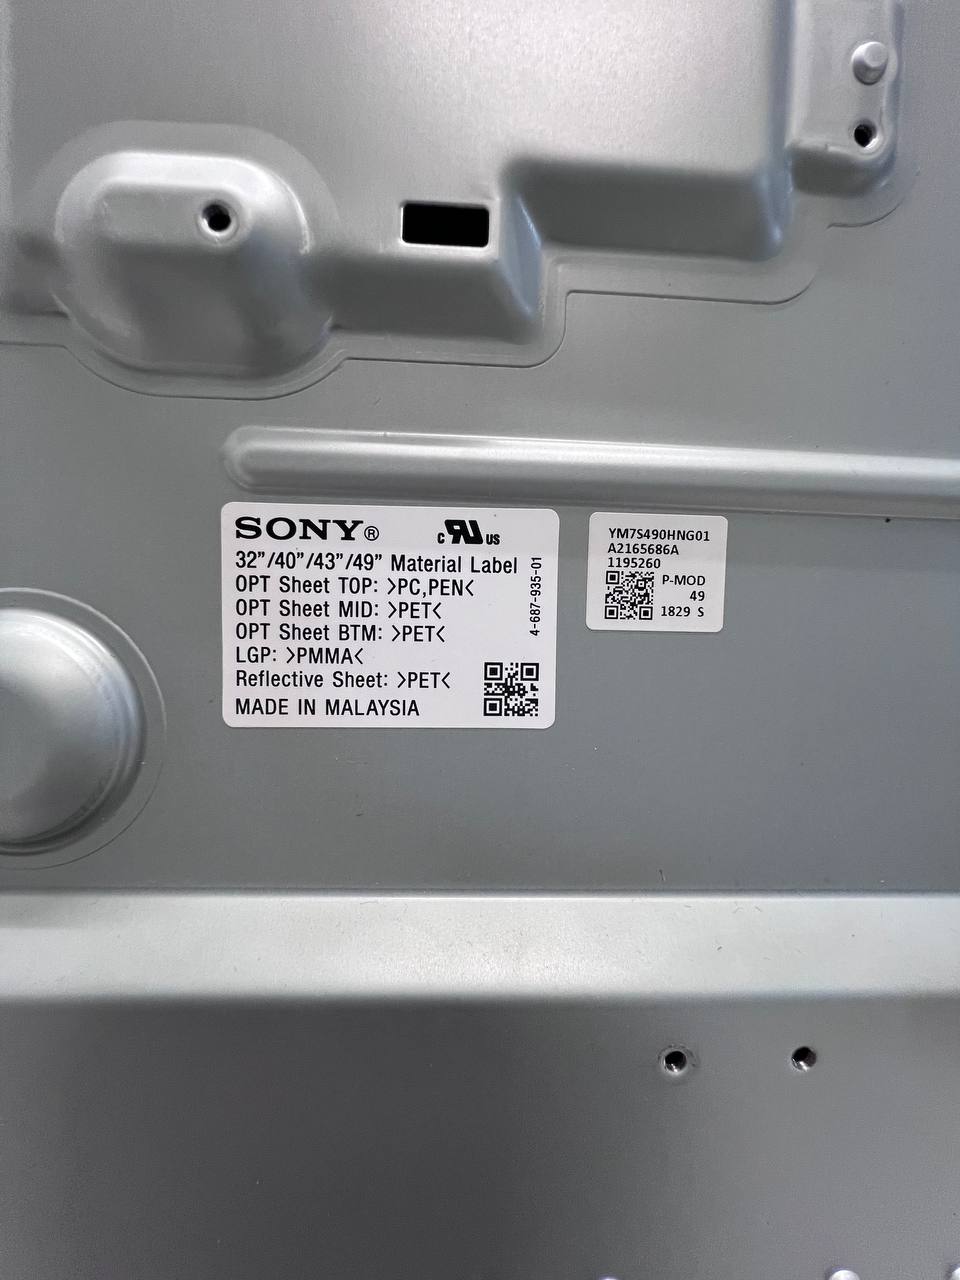 SONY®
c RU US
32”/40”/43”/49” Material Label
OPT Sheet TOP: >PC,PEN<
OPT Sheet MID: >PET<
OPT Sheet BTM: >PET<
LGP: >PMMA<
Reflective Sheet: >PET<
MADE IN MALAYSIA
4-687-935-01
YM7S490HNG01
A2165686A
1195260
P-MOD
49
1829 S